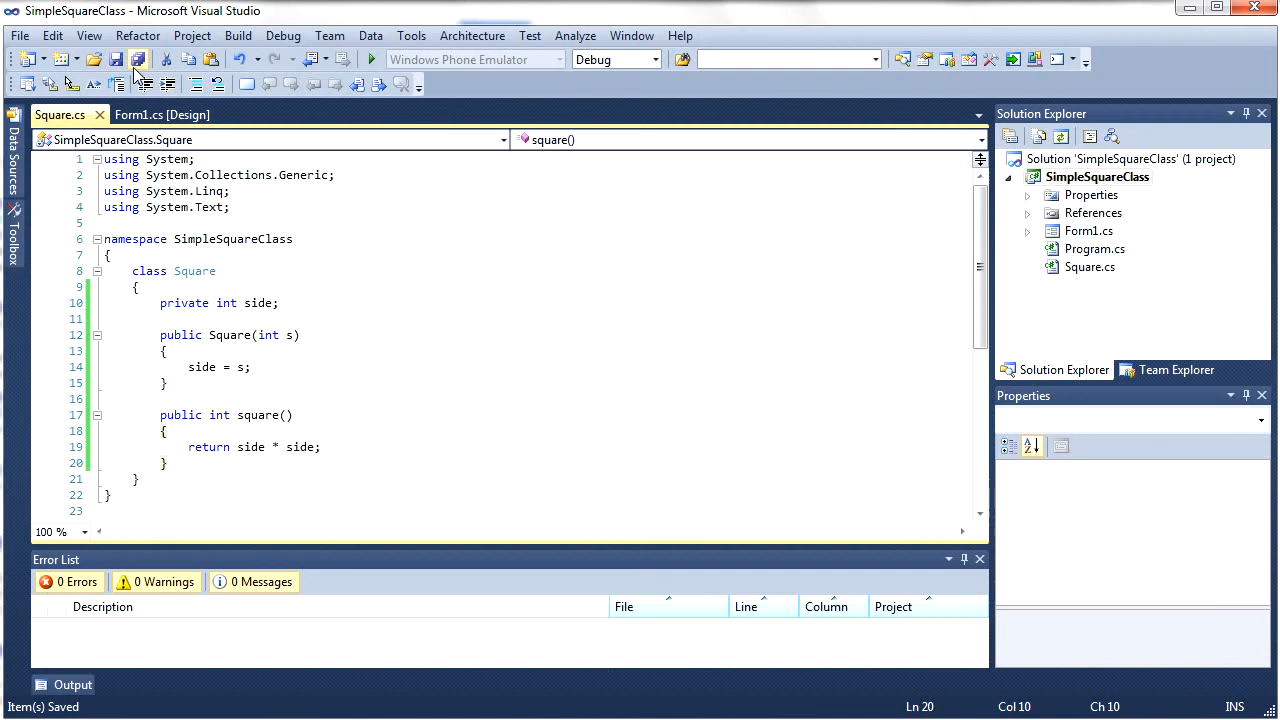 SimpleSquareClass - Microsoft Visual Studio
File Edit View Refactor Project Build Debug Team Data Tools Architecture Test Analyze Window Help
Windows Phone Emulator Debug
Square.cs Form1.cs [Design]
SimpleSquareClass.Square square()
Data Sources
Toolbox
1 using System;
2 using System.Collections.Generic;
3 using System.Linq;
4 using System.Text;
5
6 namespace SimpleSquareClass
7 {
8 class Square
9 {
10 private int side;
11
12 public Square(int s)
13 {
14 side = s;
15 }
16
17 public int square()
18 {
19 return side * side;
20 }
21 }
22 }
23
100 %
Solution Explorer
Solution 'SimpleSquareClass' (1 project)
SimpleSquareClass
Properties
References
Form1.cs
Program.cs
Square.cs
Solution Explorer Team Explorer
Properties
Error List
0 Errors 0 Warnings 0 Messages
Description File Line Column Project
Output
Item(s) Saved Ln 20 Col 10 Ch 10 INS